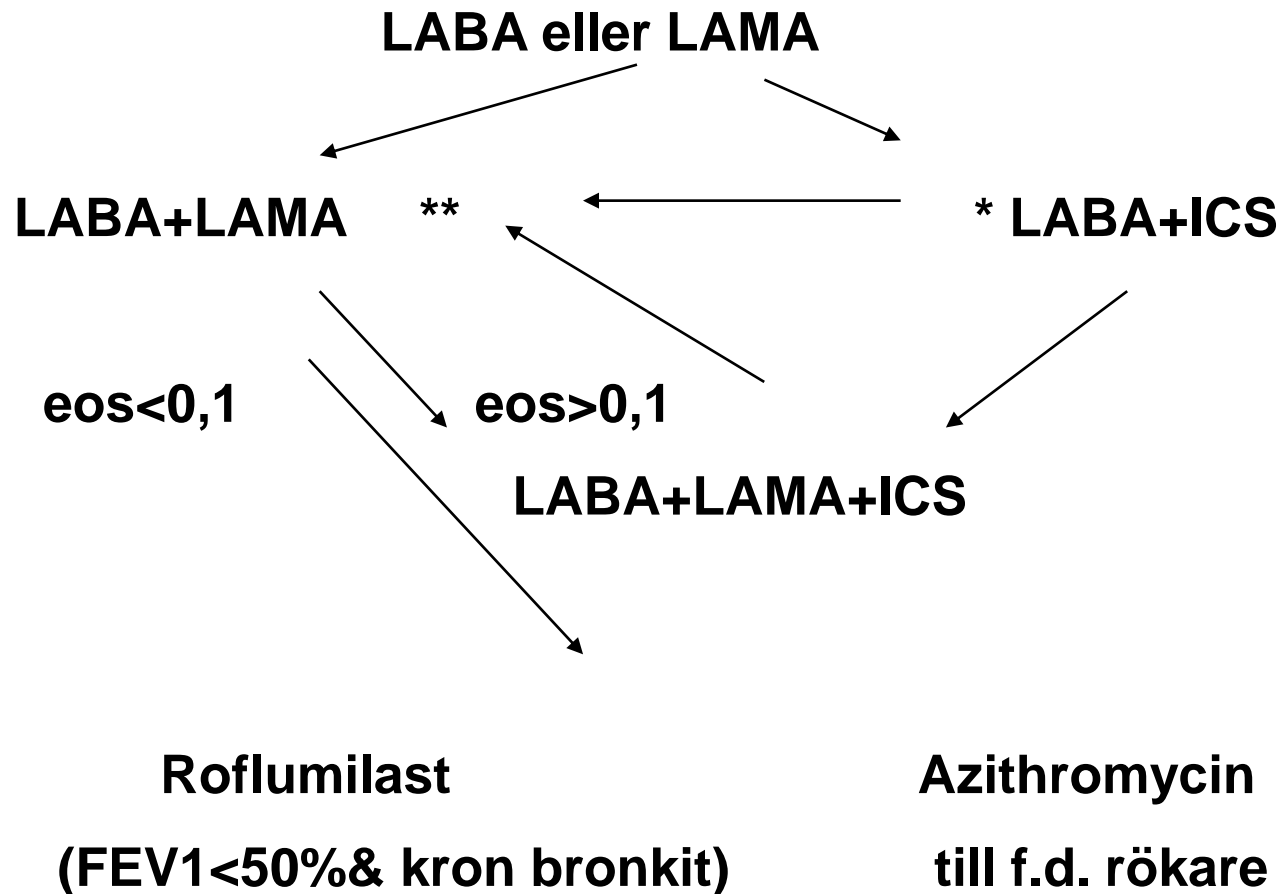 LABA eller LAMA
LABA+LAMA ** * LABA+ICS
eos<0,1 eos>0,1
LABA+LAMA+ICS
Roflumilast Azithromycin
(FEV1<50%& kron bronkit) till f.d. rökare